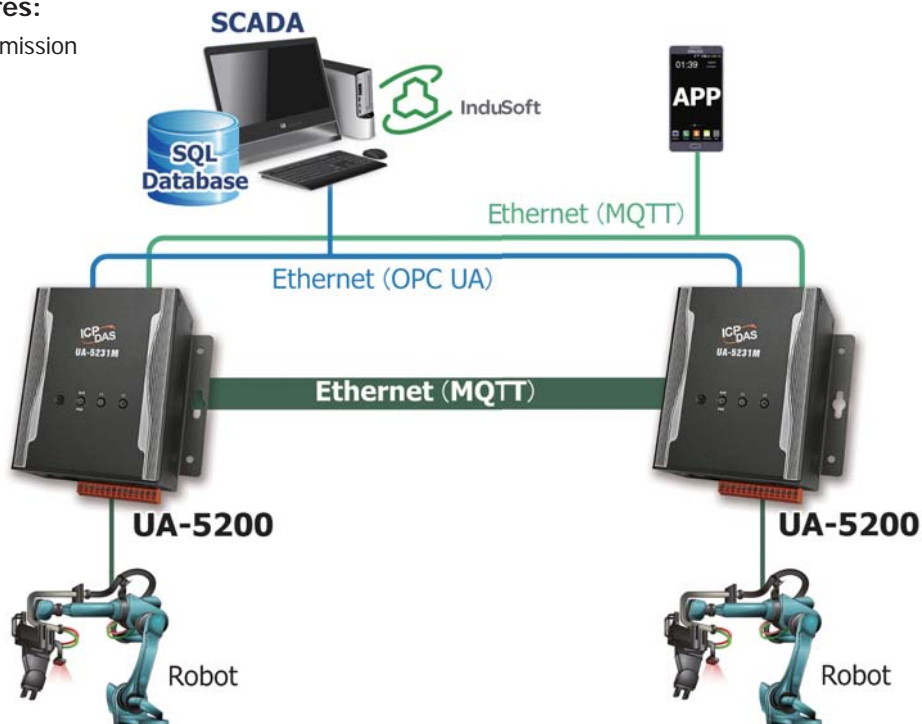 res:
mission
SCADA
InduSoft
SQL
Database
01:39
APP
Ethernet (MQTT)
Ethernet (OPC UA)
ICP
DAS
UA-5231M
ICP
DAS
UA-5231M
Ethernet (MQTT)
UA-5200
UA-5200
Robot
Robot